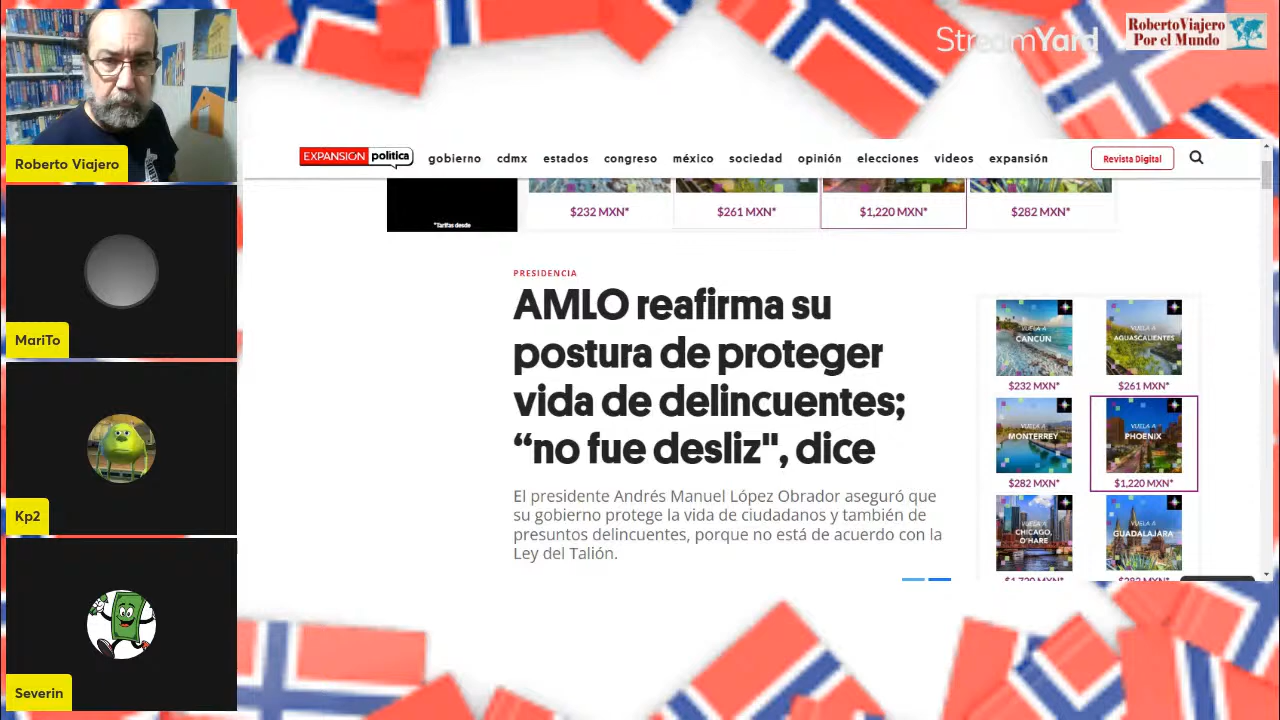 StreamYard
RobertoViajero
Por el Mundo
Roberto Viajero
MariTo
Kp2
Severin
EXPANSIÓN política
gobierno cdmx estados congreso méxico sociedad opinión elecciones videos expansión
Revista Digital
*Tarifas desde
$232 MXN* $261 MXN* $1,220 MXN* $282 MXN*
PRESIDENCIA
AMLO reafirma su
postura de proteger
vida de delincuentes;
“no fue desliz", dice
El presidente Andrés Manuel López Obrador aseguró que
su gobierno protege la vida de ciudadanos y también de
presuntos delincuentes, porque no está de acuerdo con la
Ley del Talión.
VUELA A
CANCÚN
$232 MXN*
VUELA A
AGUASCALIENTES
$261 MXN*
VUELA A
MONTERREY
$282 MXN*
VUELA A
PHOENIX
$1,220 MXN*
VUELA A
CHICAGO,
O'HARE
VUELA A
GUADALAJARA